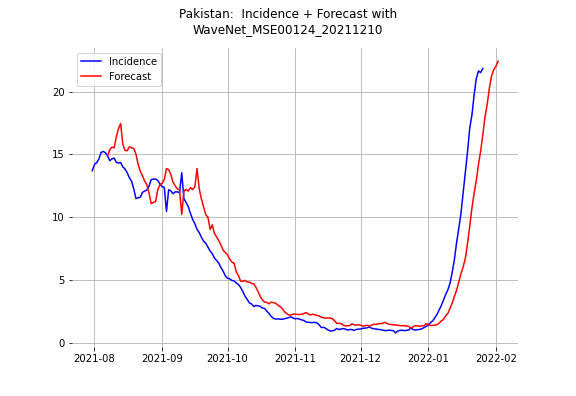 Pakistan:  Incidence + Forecast with
WaveNet_MSE00124_20211210
Incidence
Forecast
20
15
10
5
0
2021-08 2021-09 2021-10 2021-11 2021-12 2022-01 2022-02